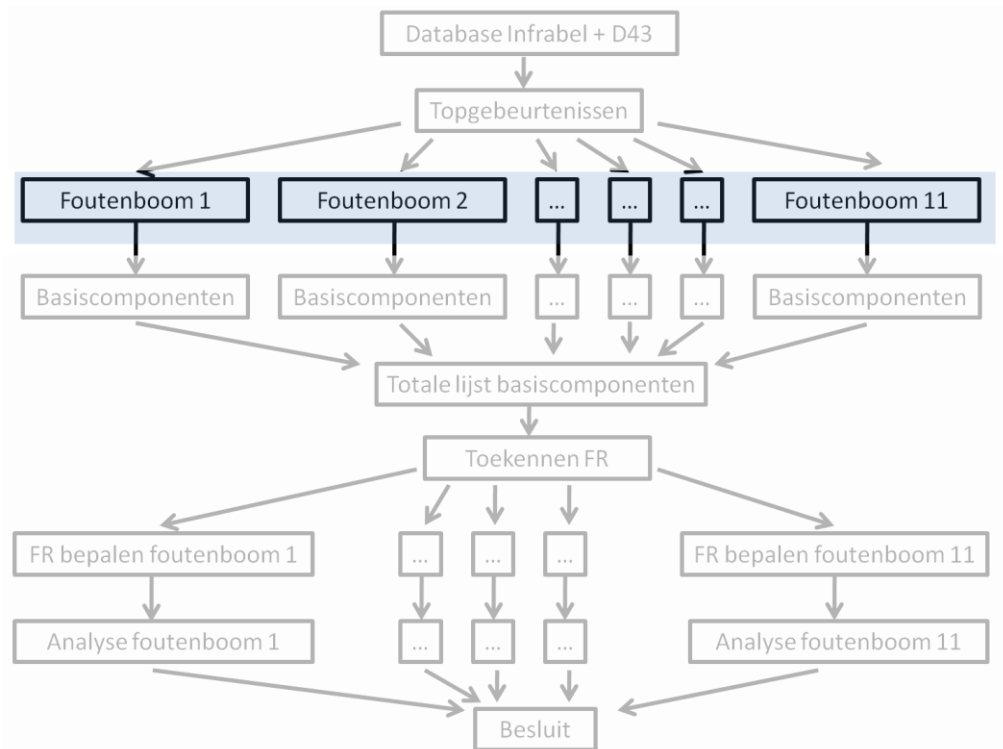 Database Infrabel + D43
Topgebeurtenissen
Foutenboom 1 Foutenboom 2 ... ... ... Foutenboom 11
Basiscomponenten Basiscomponenten ... ... ... Basiscomponenten
Totale lijst basiscomponenten
Toekennen FR
FR bepalen foutenboom 1 ... ... ... FR bepalen foutenboom 11
Analyse foutenboom 1 ... ... ... Analyse foutenboom 11
Besluit